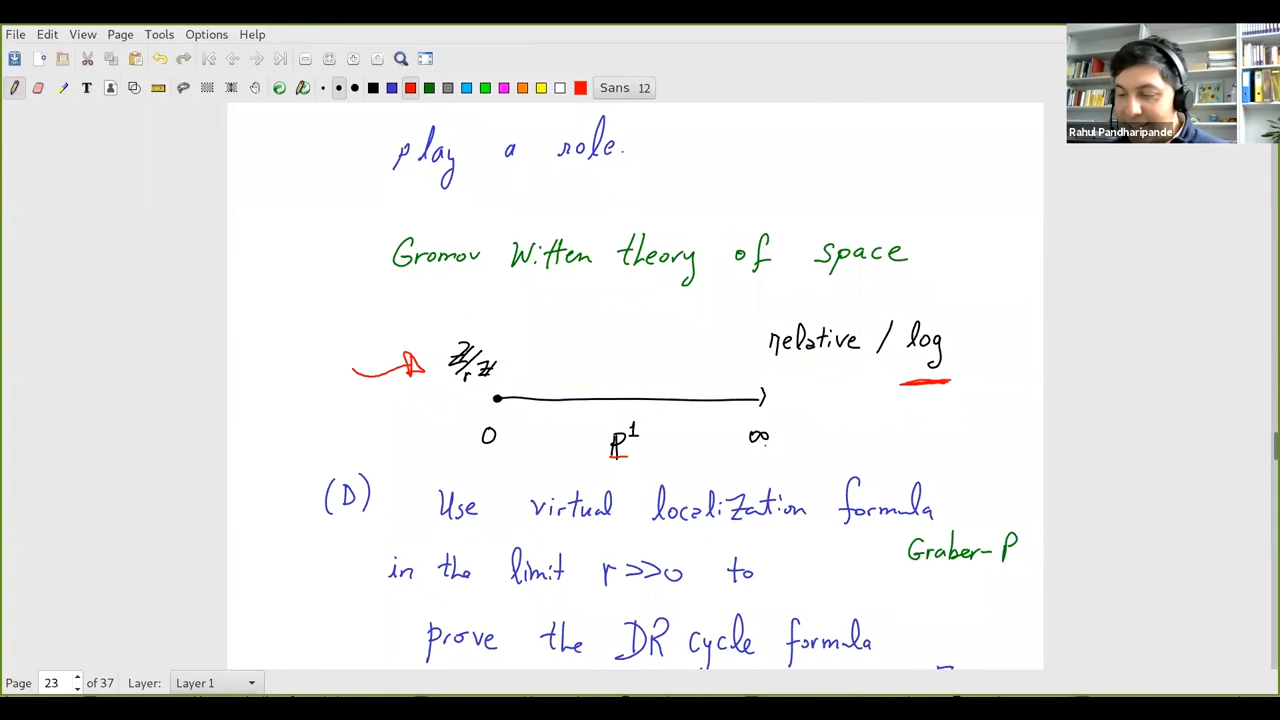 File Edit View Page Tools Options Help
Sans 12
Rahul Pandharipande
play a role.
Gromov Witten theory of space
relative / log
Z/rZ
0 P¹ ∞
(D) Use virtual localization formula
Graber-P
in the limit r>>0 to
prove the DR cycle formula
Page 23 of 37 Layer: Layer 1